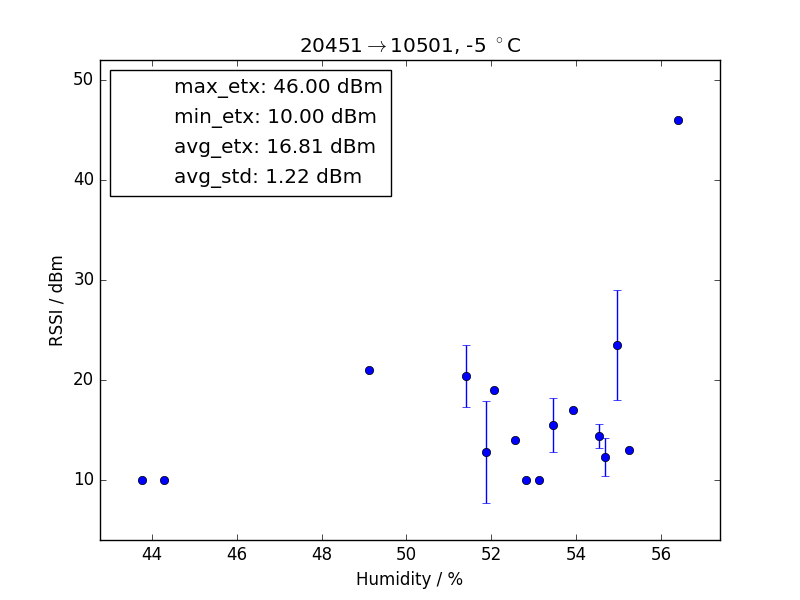 20451→10501, -5 °C
max_etx: 46.00 dBm
min_etx: 10.00 dBm
avg_etx: 16.81 dBm
avg_std: 1.22 dBm
50
40
30
20
10
RSSI / dBm
44 46 48 50 52 54 56
Humidity / %